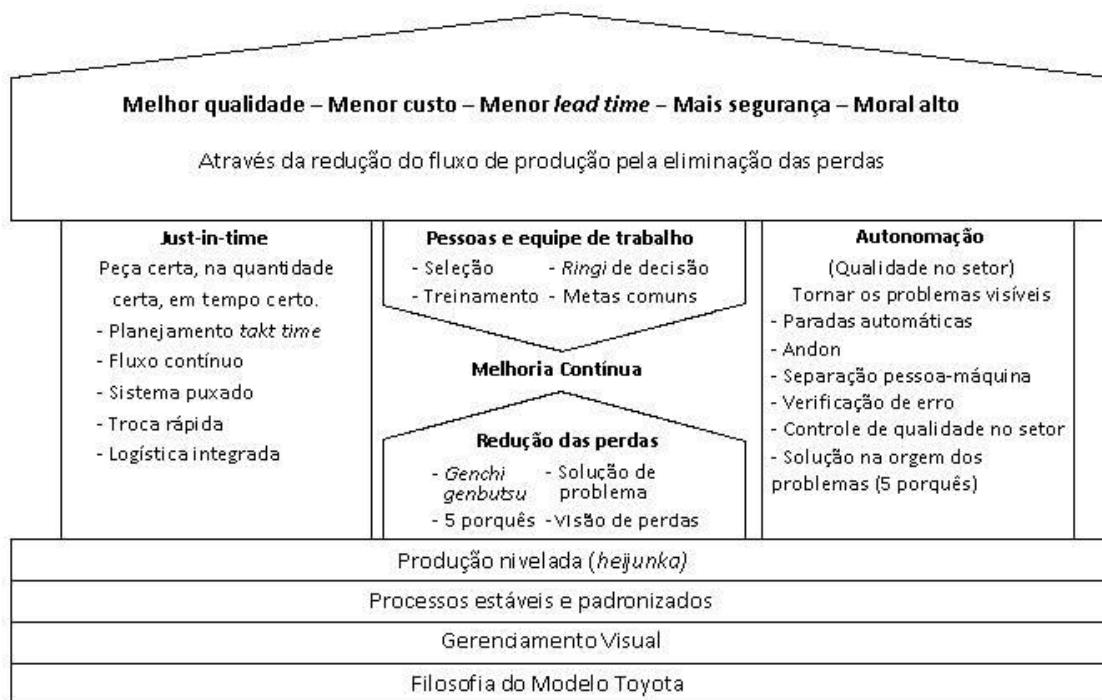 Melhor qualidade – Menor custo – Menor lead time – Mais segurança – Moral alto
Através da redução do fluxo de produção pela eliminação das perdas
Just-in-time
Peça certa, na quantidade
certa, em tempo certo.
- Planejamento takt time
- Fluxo contínuo
- Sistema puxado
- Troca rápida
- Logística integrada
Pessoas e equipe de trabalho
- Seleção - Ringi de decisão
- Treinamento - Metas comuns
Melhoria Contínua
Redução das perdas
- Genchi - Solução de
genbutsu problema
- 5 porquês - Visão de perdas
Autonomação
(Qualidade no setor)
Tornar os problemas visíveis
- Paradas automáticas
- Andon
- Separação pessoa-máquina
- Verificação de erro
- Controle de qualidade no setor
- Solução na orgem dos
problemas (5 porquês)
Produção nivelada (heijunka)
Processos estáveis e padronizados
Gerenciamento Visual
Filosofia do Modelo Toyota